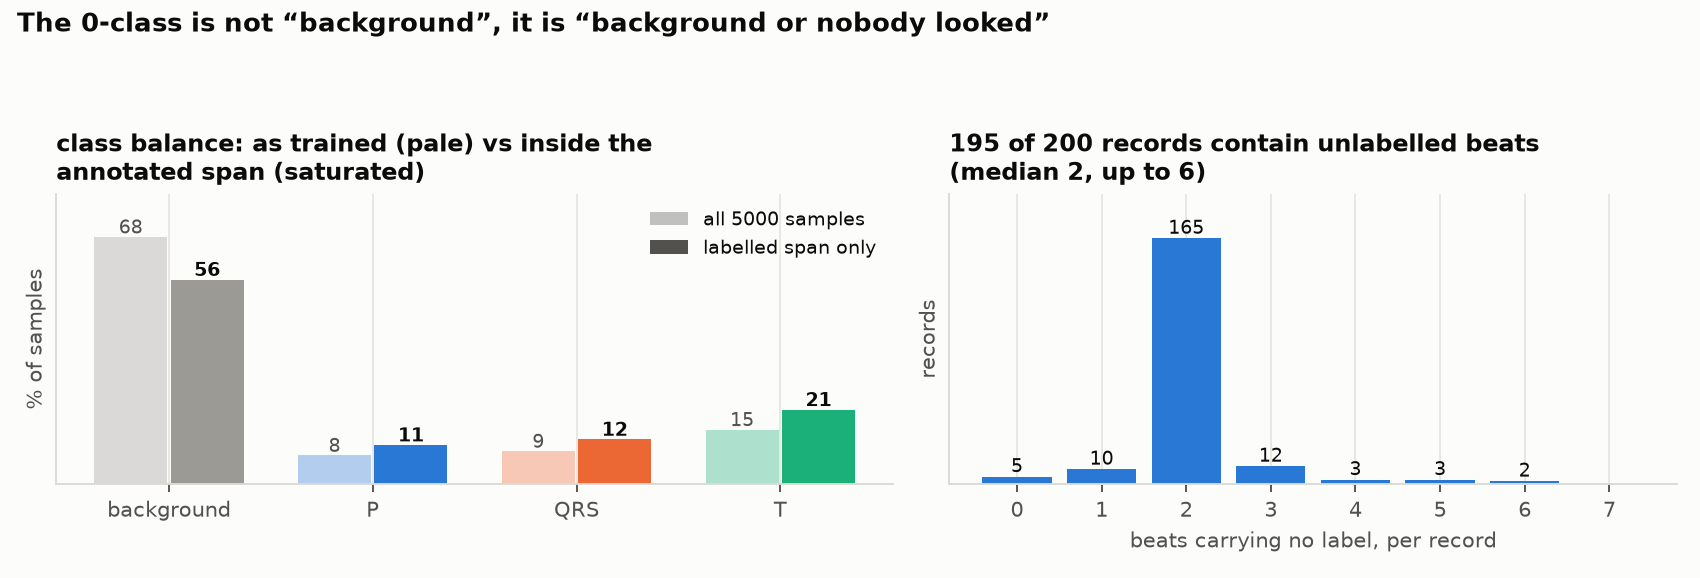 The 0-class is not “background”, it is “background or nobody looked”
class balance: as trained (pale) vs inside the
annotated span (saturated)
all 5000 samples
labelled span only
% of samples
68
56
8
11
9
12
15
21
background
P
QRS
T
195 of 200 records contain unlabelled beats
(median 2, up to 6)
records
5
10
165
12
3
3
2
0
1
2
3
4
5
6
7
beats carrying no label, per record